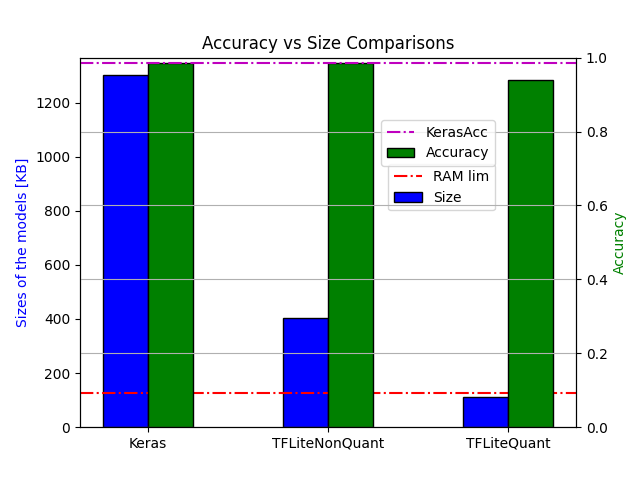 Accuracy vs Size Comparisons
Sizes of the models [KB]
1200
1000
800
600
400
200
0
KerasAcc
Accuracy
RAM lim
Size
1.0
0.8
0.6
0.4
0.2
0.0
Accuracy
Keras
TFLiteNonQuant
TFLiteQuant